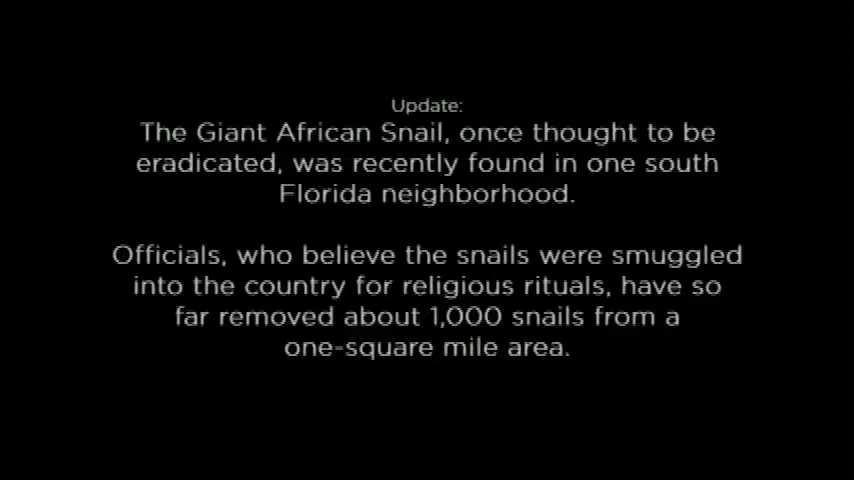 Update:
The Giant African Snail, once thought to be
eradicated, was recently found in one south
Florida neighborhood.
Officials, who believe the snails were smuggled
into the country for religious rituals, have so
far removed about 1,000 snails from a
one-square mile area.